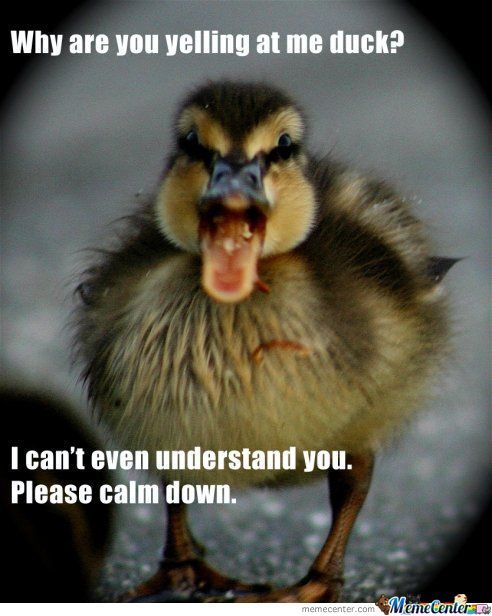 Why are you yelling at me duck?
I can't even understand you.
Please calm down.
memecenter.com MemeCenter